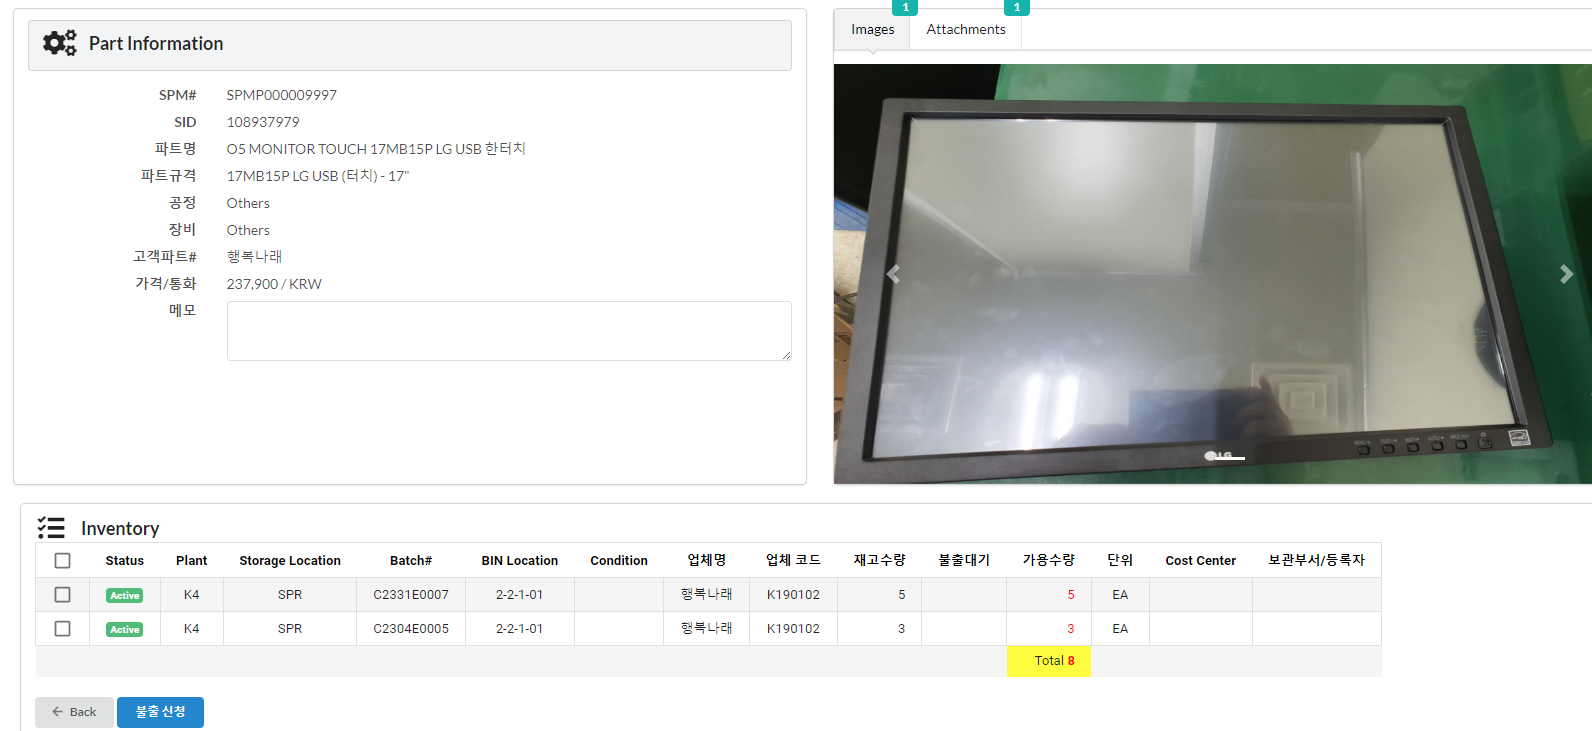 Part Information
SPM# SPMP000009997
SID 108937979
파트명 O5 MONITOR TOUCH 17MB15P LG USB 한터치
파트규격 17MB15P LG USB (터치) - 17"
공정 Others
장비 Others
고객파트# 행복나래
가격/통화 237,900 / KRW
메모
1 1
Images Attachments
LG
Inventory
Status Plant Storage Location Batch# BIN Location Condition 업체명 업체 코드 재고수량 불출대기 가용수량 단위 Cost Center 보관부서/등록자
Active K4 SPR C2331E0007 2-2-1-01 행복나래 K190102 5 5 EA
Active K4 SPR C2304E0005 2-2-1-01 행복나래 K190102 3 3 EA
Total 8
Back 불출 신청